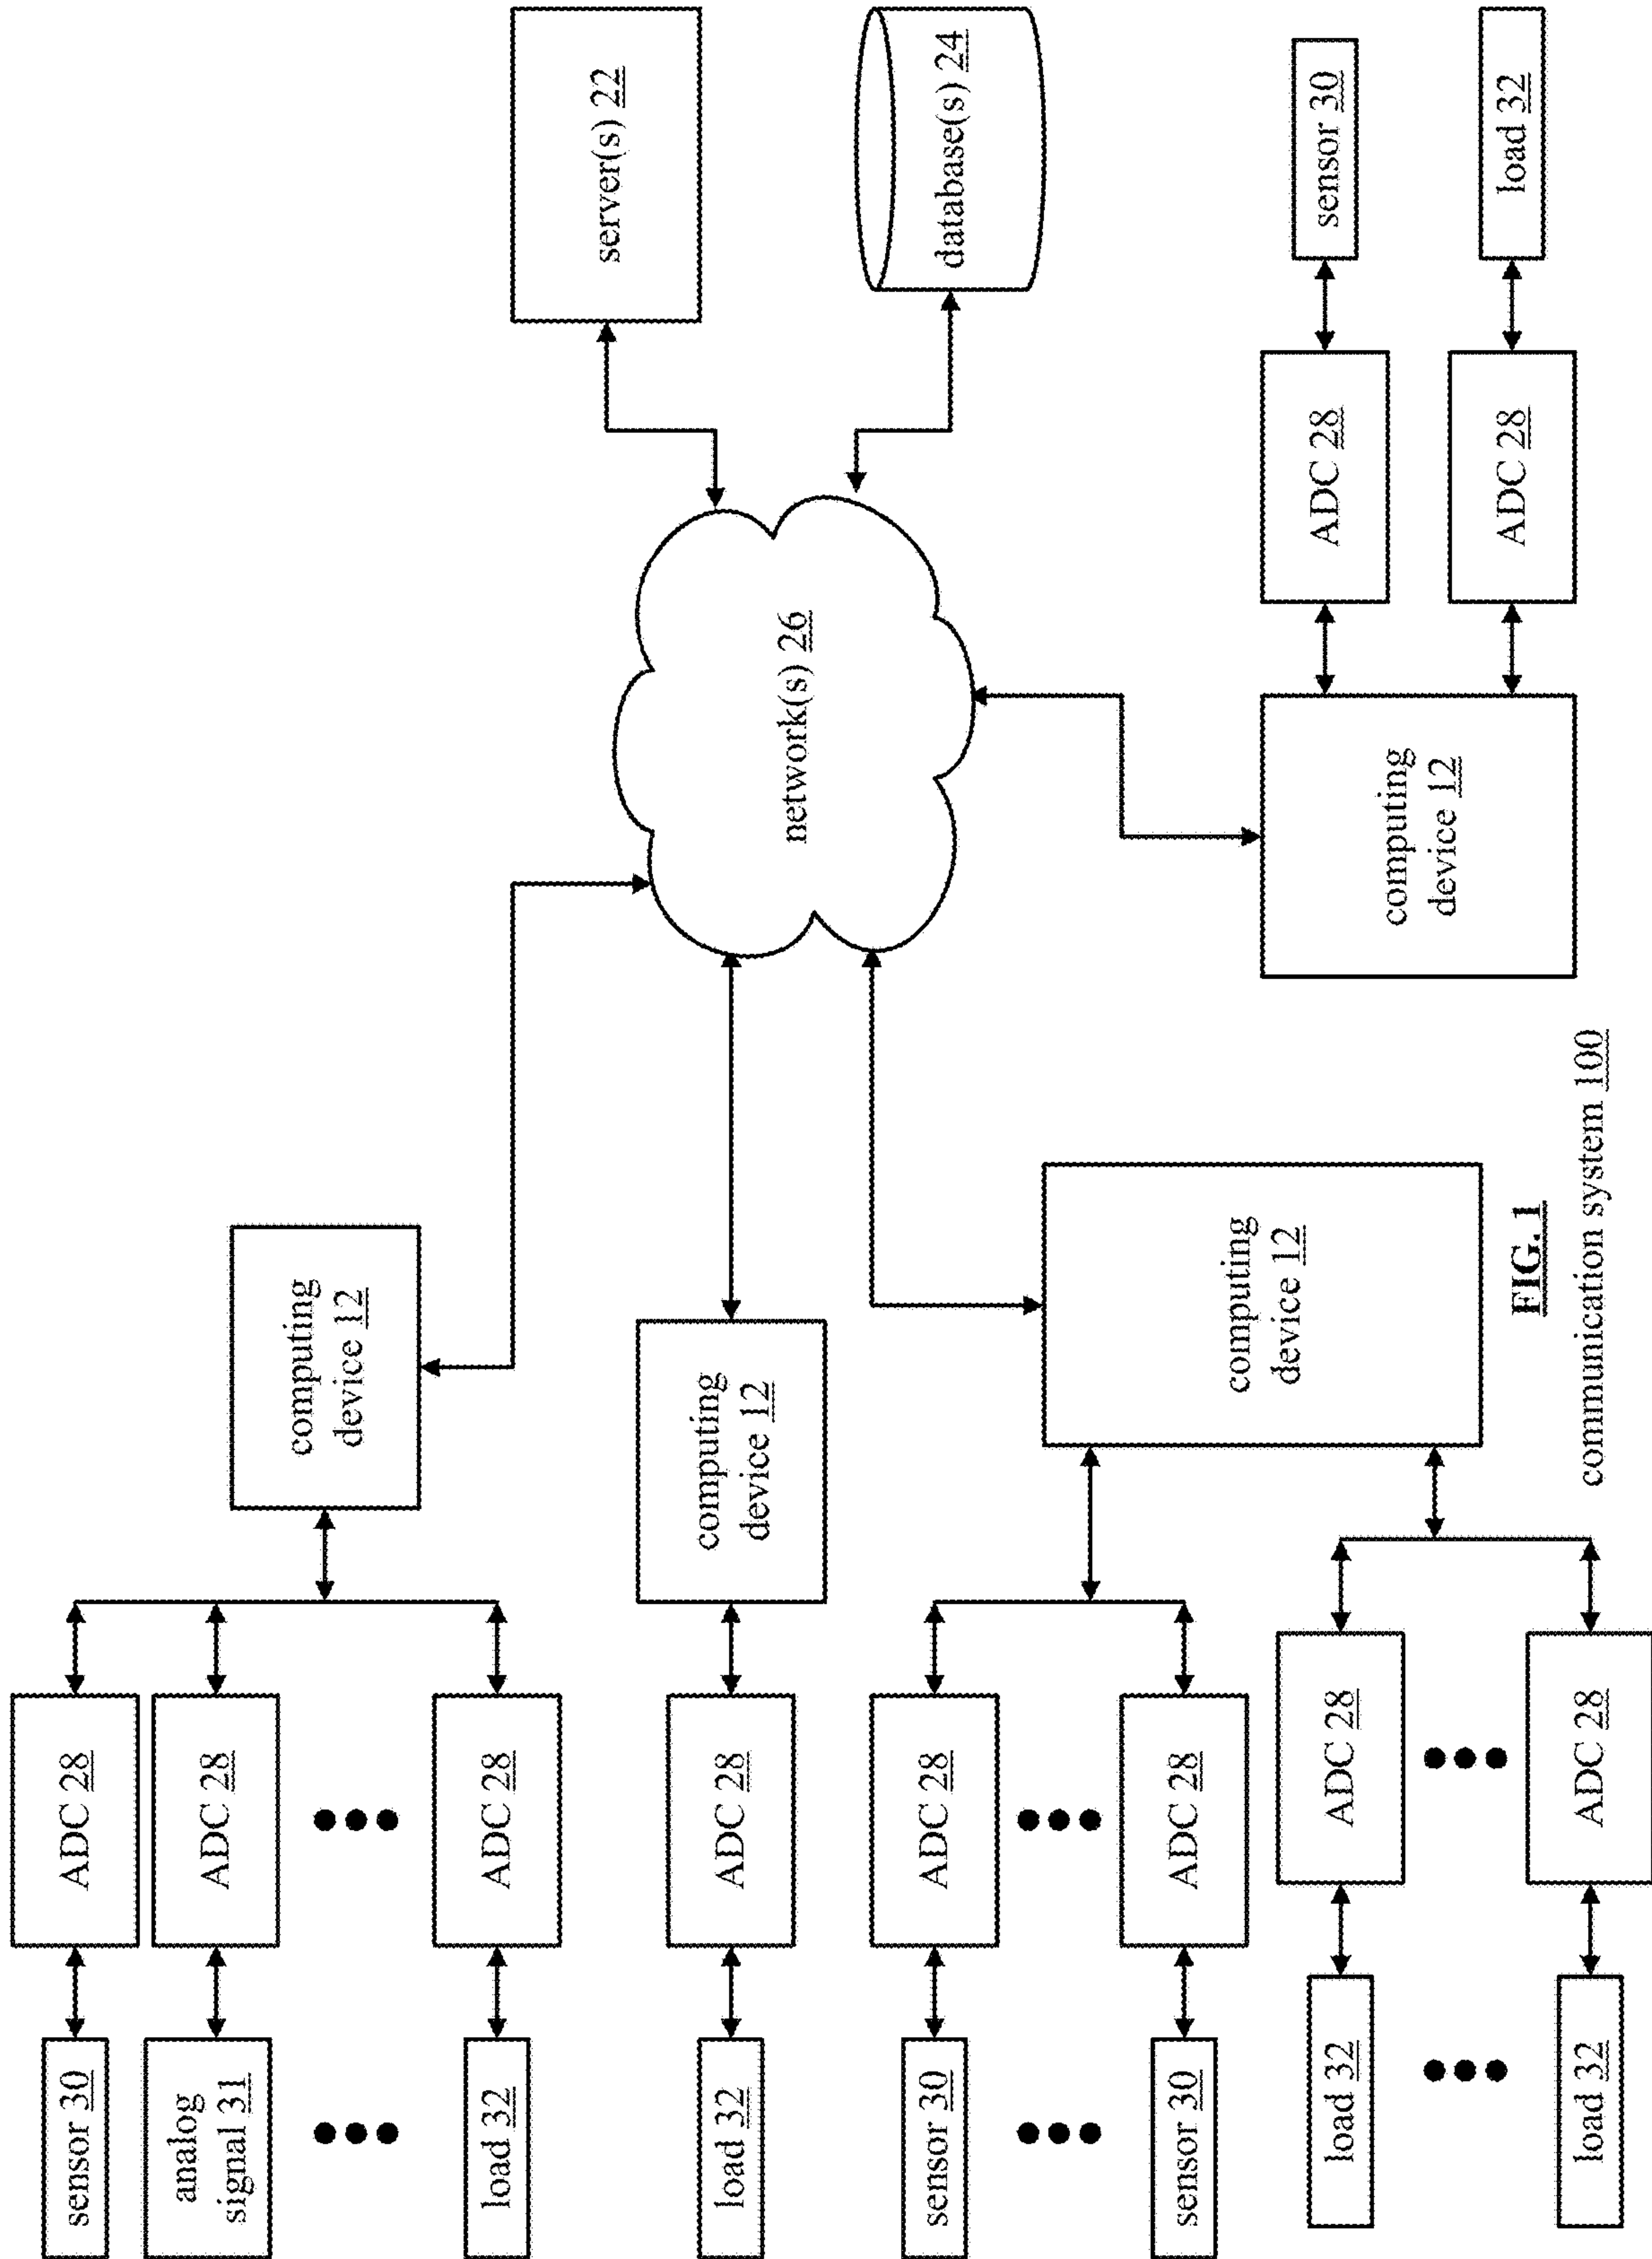 sensor 30
ADC 28
analog
signal 31
ADC 28
load 32
ADC 28
computing
device 12
server(s) 22
load 32
ADC 28
computing
device 12
network(s) 26
database(s) 24
sensor 30
ADC 28
sensor 30
ADC 28
computing
device 12
load 32
ADC 28
load 32
ADC 28
computing
device 12
ADC 28
sensor 30
ADC 28
load 32
FIG. 1
communication system 100